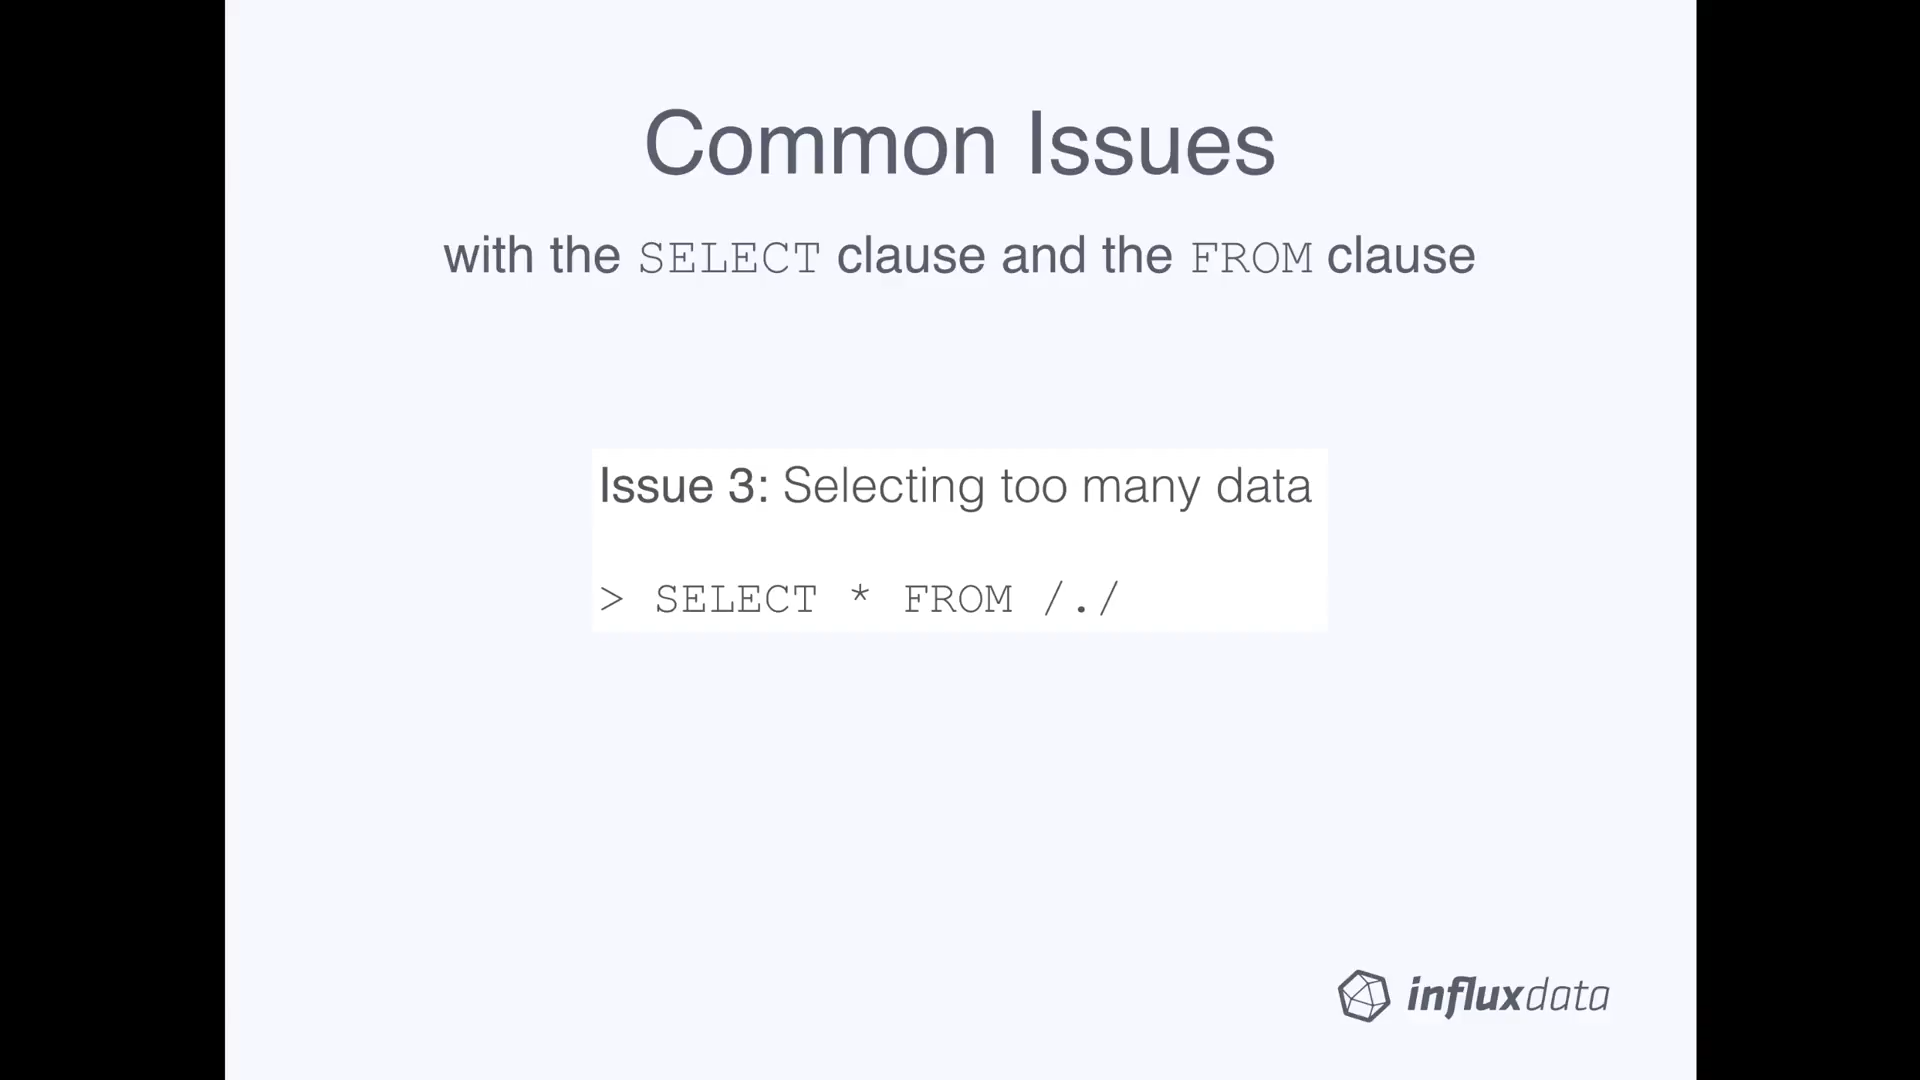 Common Issues
with the SELECT clause and the FROM clause
Issue 3: Selecting too many data
> SELECT * FROM /./
influxdata